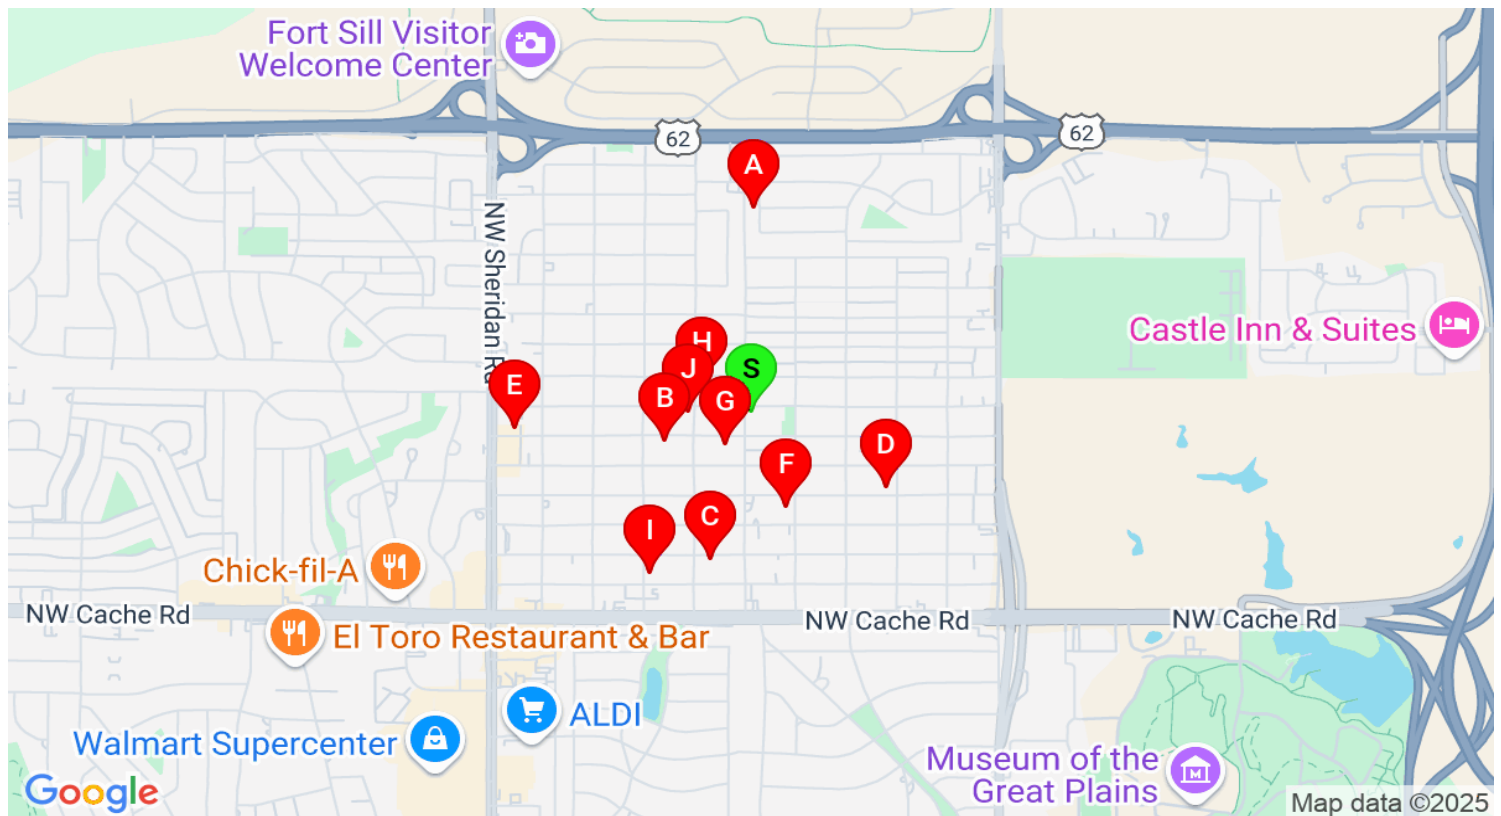 Fort Sill Visitor
Welcome Center
62
62
A
NW Sheridan Rd
H
J
S
E
B
G
Castle Inn & Suites
D
F
C
I
Chick-fil-A
NW Cache Rd
NW Cache Rd
NW Cache Rd
El Toro Restaurant & Bar
ALDI
Walmart Supercenter
Museum of the
Great Plains
Google
Map data ©2025